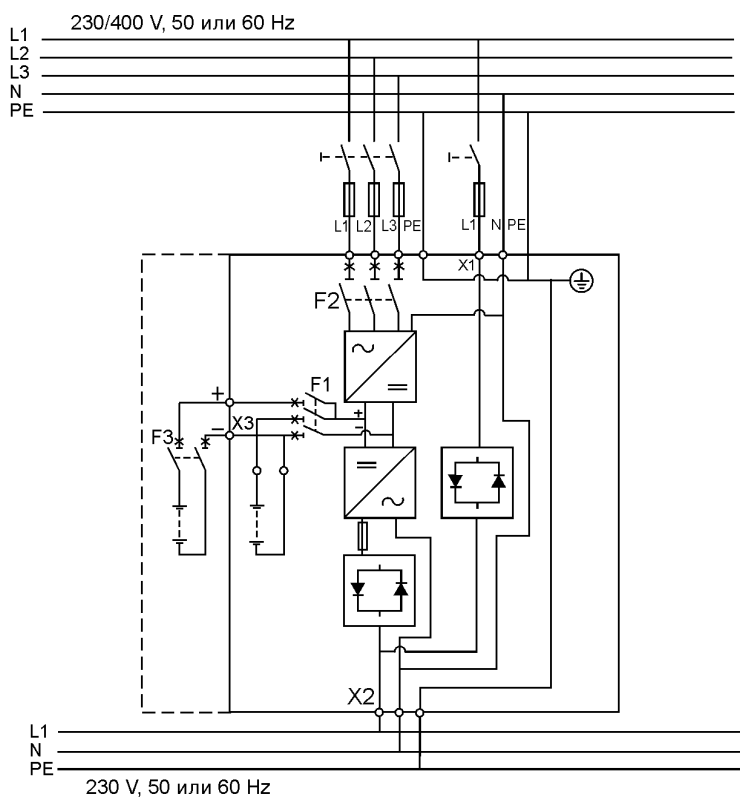 230/400 V, 50 или 60 Hz
L1
L2
L3
N
PE
L1 L2 L3 PE L1 N PE
X1
F2
F1
+
+
X3
−
−
F3
X2
L1
N
PE
230 V, 50 или 60 Hz